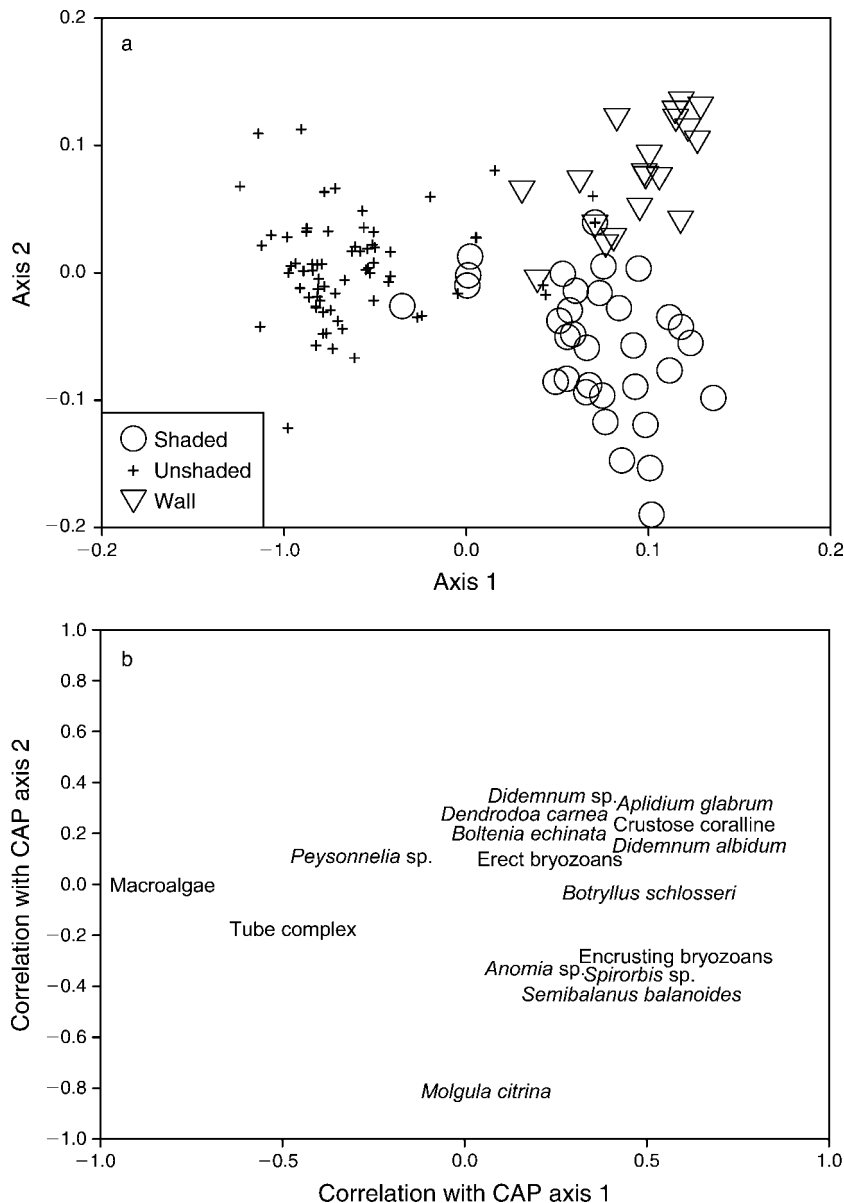 a
0.2
0.1
0.0
−0.1
−0.2
Axis 2
Shaded
Unshaded
Wall
−0.2
−1.0
0.0
0.1
0.2
Axis 1
b
1.0
0.8
0.6
0.4
0.2
0.0
−0.2
−0.4
−0.6
−0.8
−1.0
Correlation with CAP axis 2
Didemnum sp.
Aplidium glabrum
Dendrodoa carnea
Crustose coralline
Boltenia echinata
Didemnum albidum
Peysonnelia sp.
Erect bryozoans
Macroalgae
Botryllus schlosseri
Tube complex
Encrusting bryozoans
Anomia sp.
Spirorbis sp.
Semibalanus balanoides
Molgula citrina
−1.0
−0.5
0.0
0.5
1.0
Correlation with CAP axis 1